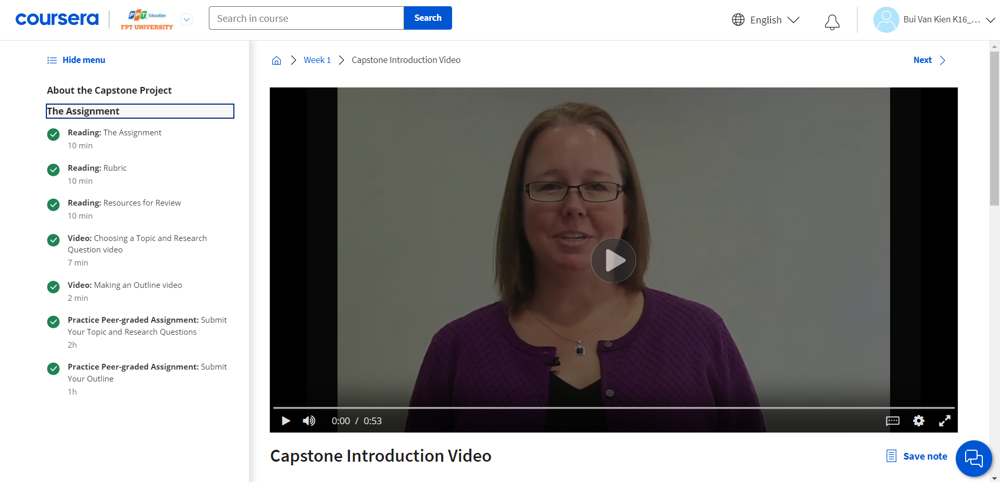 coursera
FPT Education
FPT UNIVERSITY
Search in course
Search
English
Bui Van Kien K16_...
Hide menu
About the Capstone Project
The Assignment
Reading: The Assignment
10 min
Reading: Rubric
10 min
Reading: Resources for Review
10 min
Video: Choosing a Topic and Research
Question video
7 min
Video: Making an Outline video
2 min
Practice Peer-graded Assignment: Submit
Your Topic and Research Questions
2h
Practice Peer-graded Assignment: Submit
Your Outline
1h
Week 1
Capstone Introduction Video
Next
0:00 / 0:53
Capstone Introduction Video
Save note